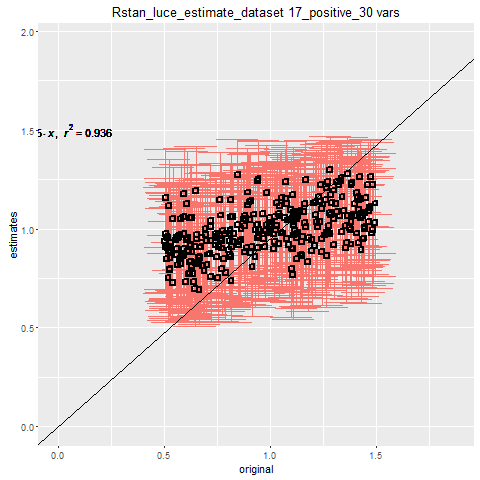 Rstan_luce_estimate_dataset 17_positive_30 vars
2.0
1.5
5· x, r² = 0.936
1.0
0.5
0.0
estimates
0.0 0.5 1.0 1.5
original